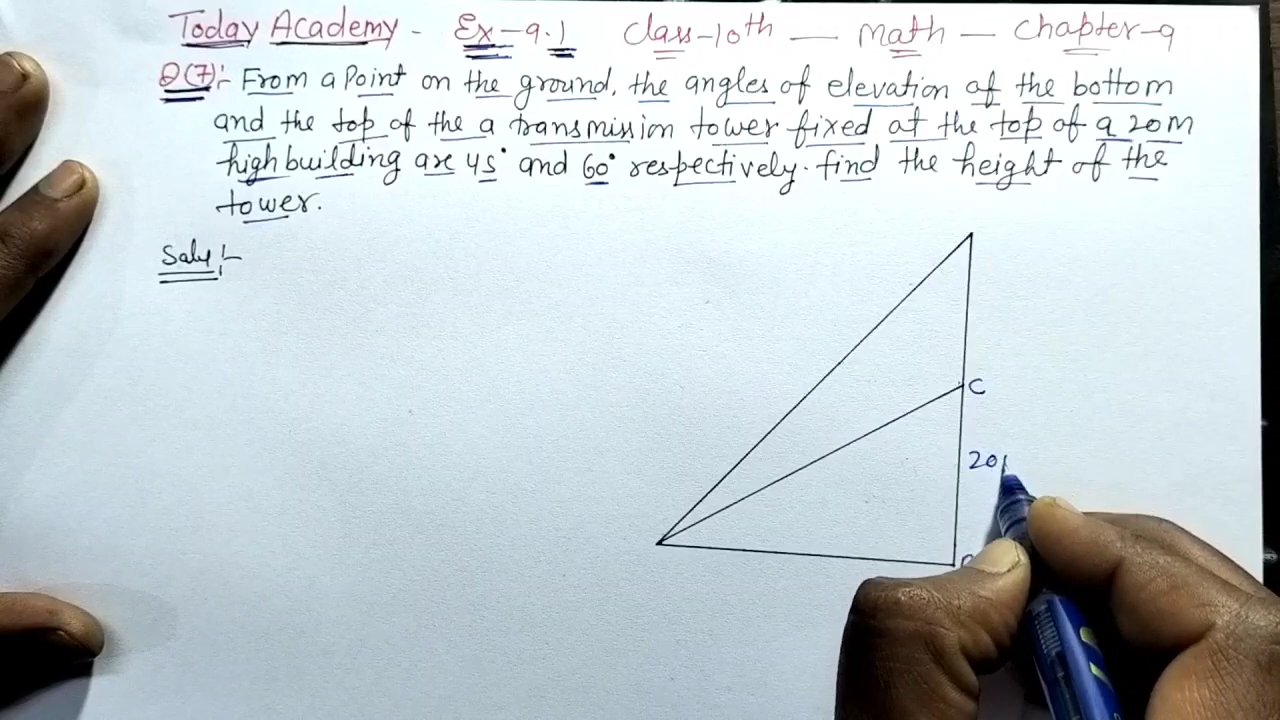 Today Academy - Ex-9.1 Class-10th — Math — Chapter-9
Q(7):- From a Point on the ground, the angles of elevation of the bottom
and the top of the a transmission tower fixed at the top of a 20m
high building are 45° and 60° respectively. find the height of the
tower.
Solu:-
C
20